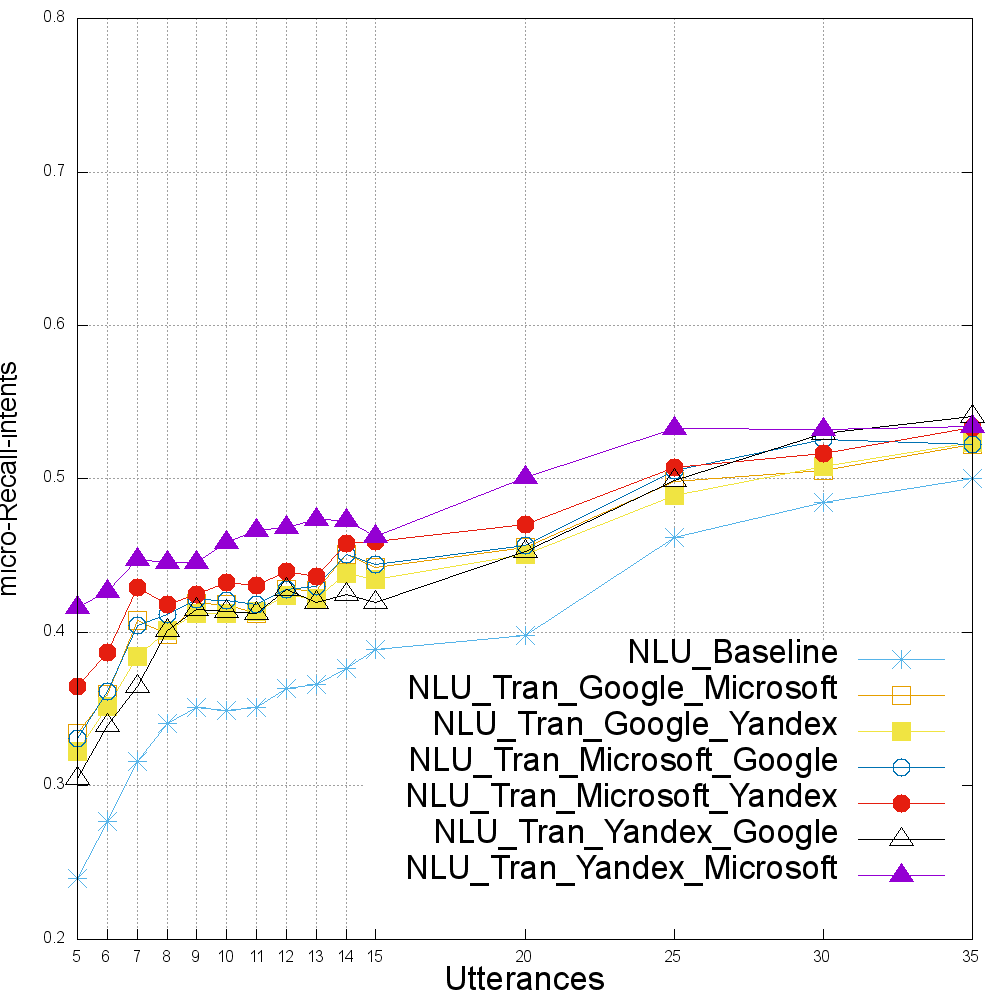 0.8
0.7
0.6
0.5
0.4
0.3
0.2
micro-Recall-intents
NLU_Baseline
NLU_Tran_Google_Microsoft
NLU_Tran_Google_Yandex
NLU_Tran_Microsoft_Google
NLU_Tran_Microsoft_Yandex
NLU_Tran_Yandex_Google
NLU_Tran_Yandex_Microsoft
5 6 7 8 9 10 11 12 13 14 15 20 25 30 35
Utterances